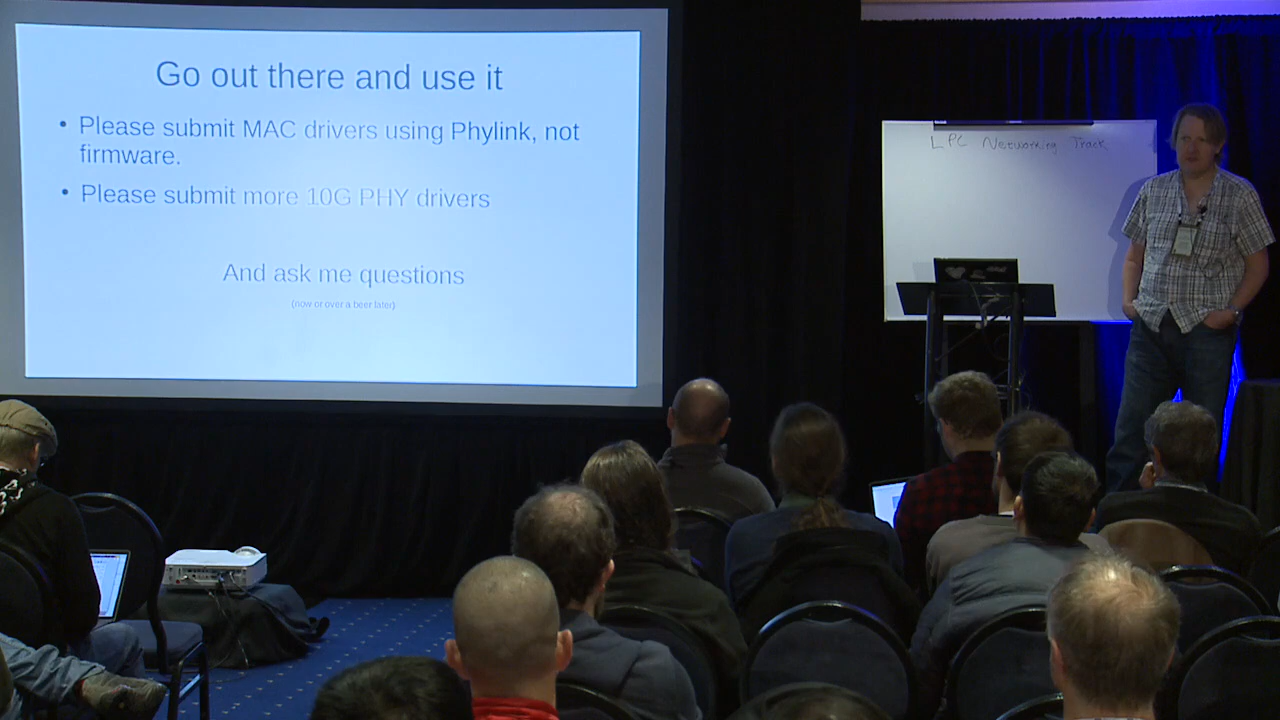 Go out there and use it
• Please submit MAC drivers using Phylink, not
firmware.
• Please submit more 10G PHY drivers
And ask me questions
(now or over a beer later)
LPC Networking Track